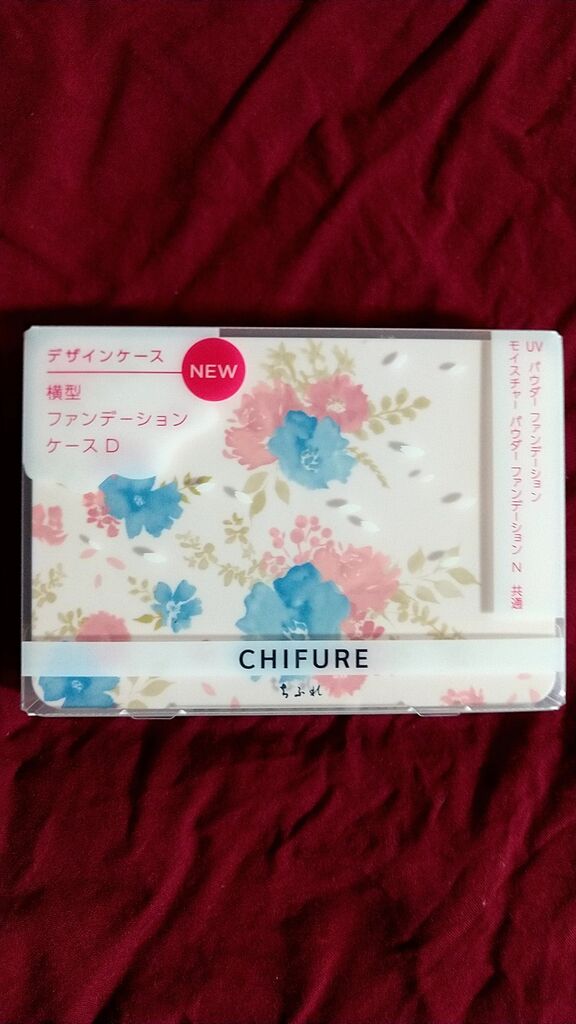 デザインケース
NEW
横型
ファンデーション
ケース D
UV パウダー ファンデーション
モイスチャー パウダー ファンデーション N 共通
CHIFURE
ちふれ